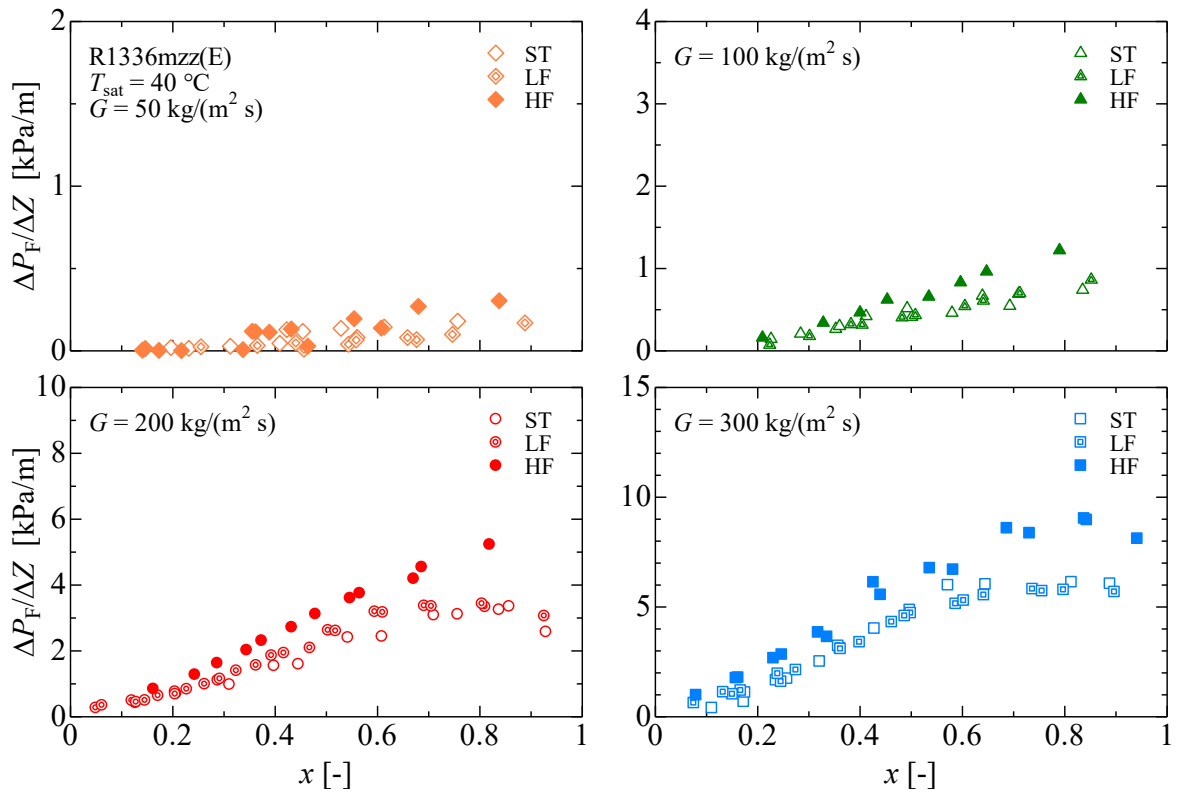 R1336mzz(E)
T_sat = 40 °C
G = 50 kg/(m² s)
ST
LF
HF
2
1
0
ΔP_F/ΔZ [kPa/m]
G = 100 kg/(m² s)
ST
LF
HF
4
3
2
1
0
G = 200 kg/(m² s)
ST
LF
HF
10
8
6
4
2
0
ΔP_F/ΔZ [kPa/m]
0 0.2 0.4 0.6 0.8 1
x [-]
G = 300 kg/(m² s)
ST
LF
HF
15
10
5
0
0 0.2 0.4 0.6 0.8 1
x [-]